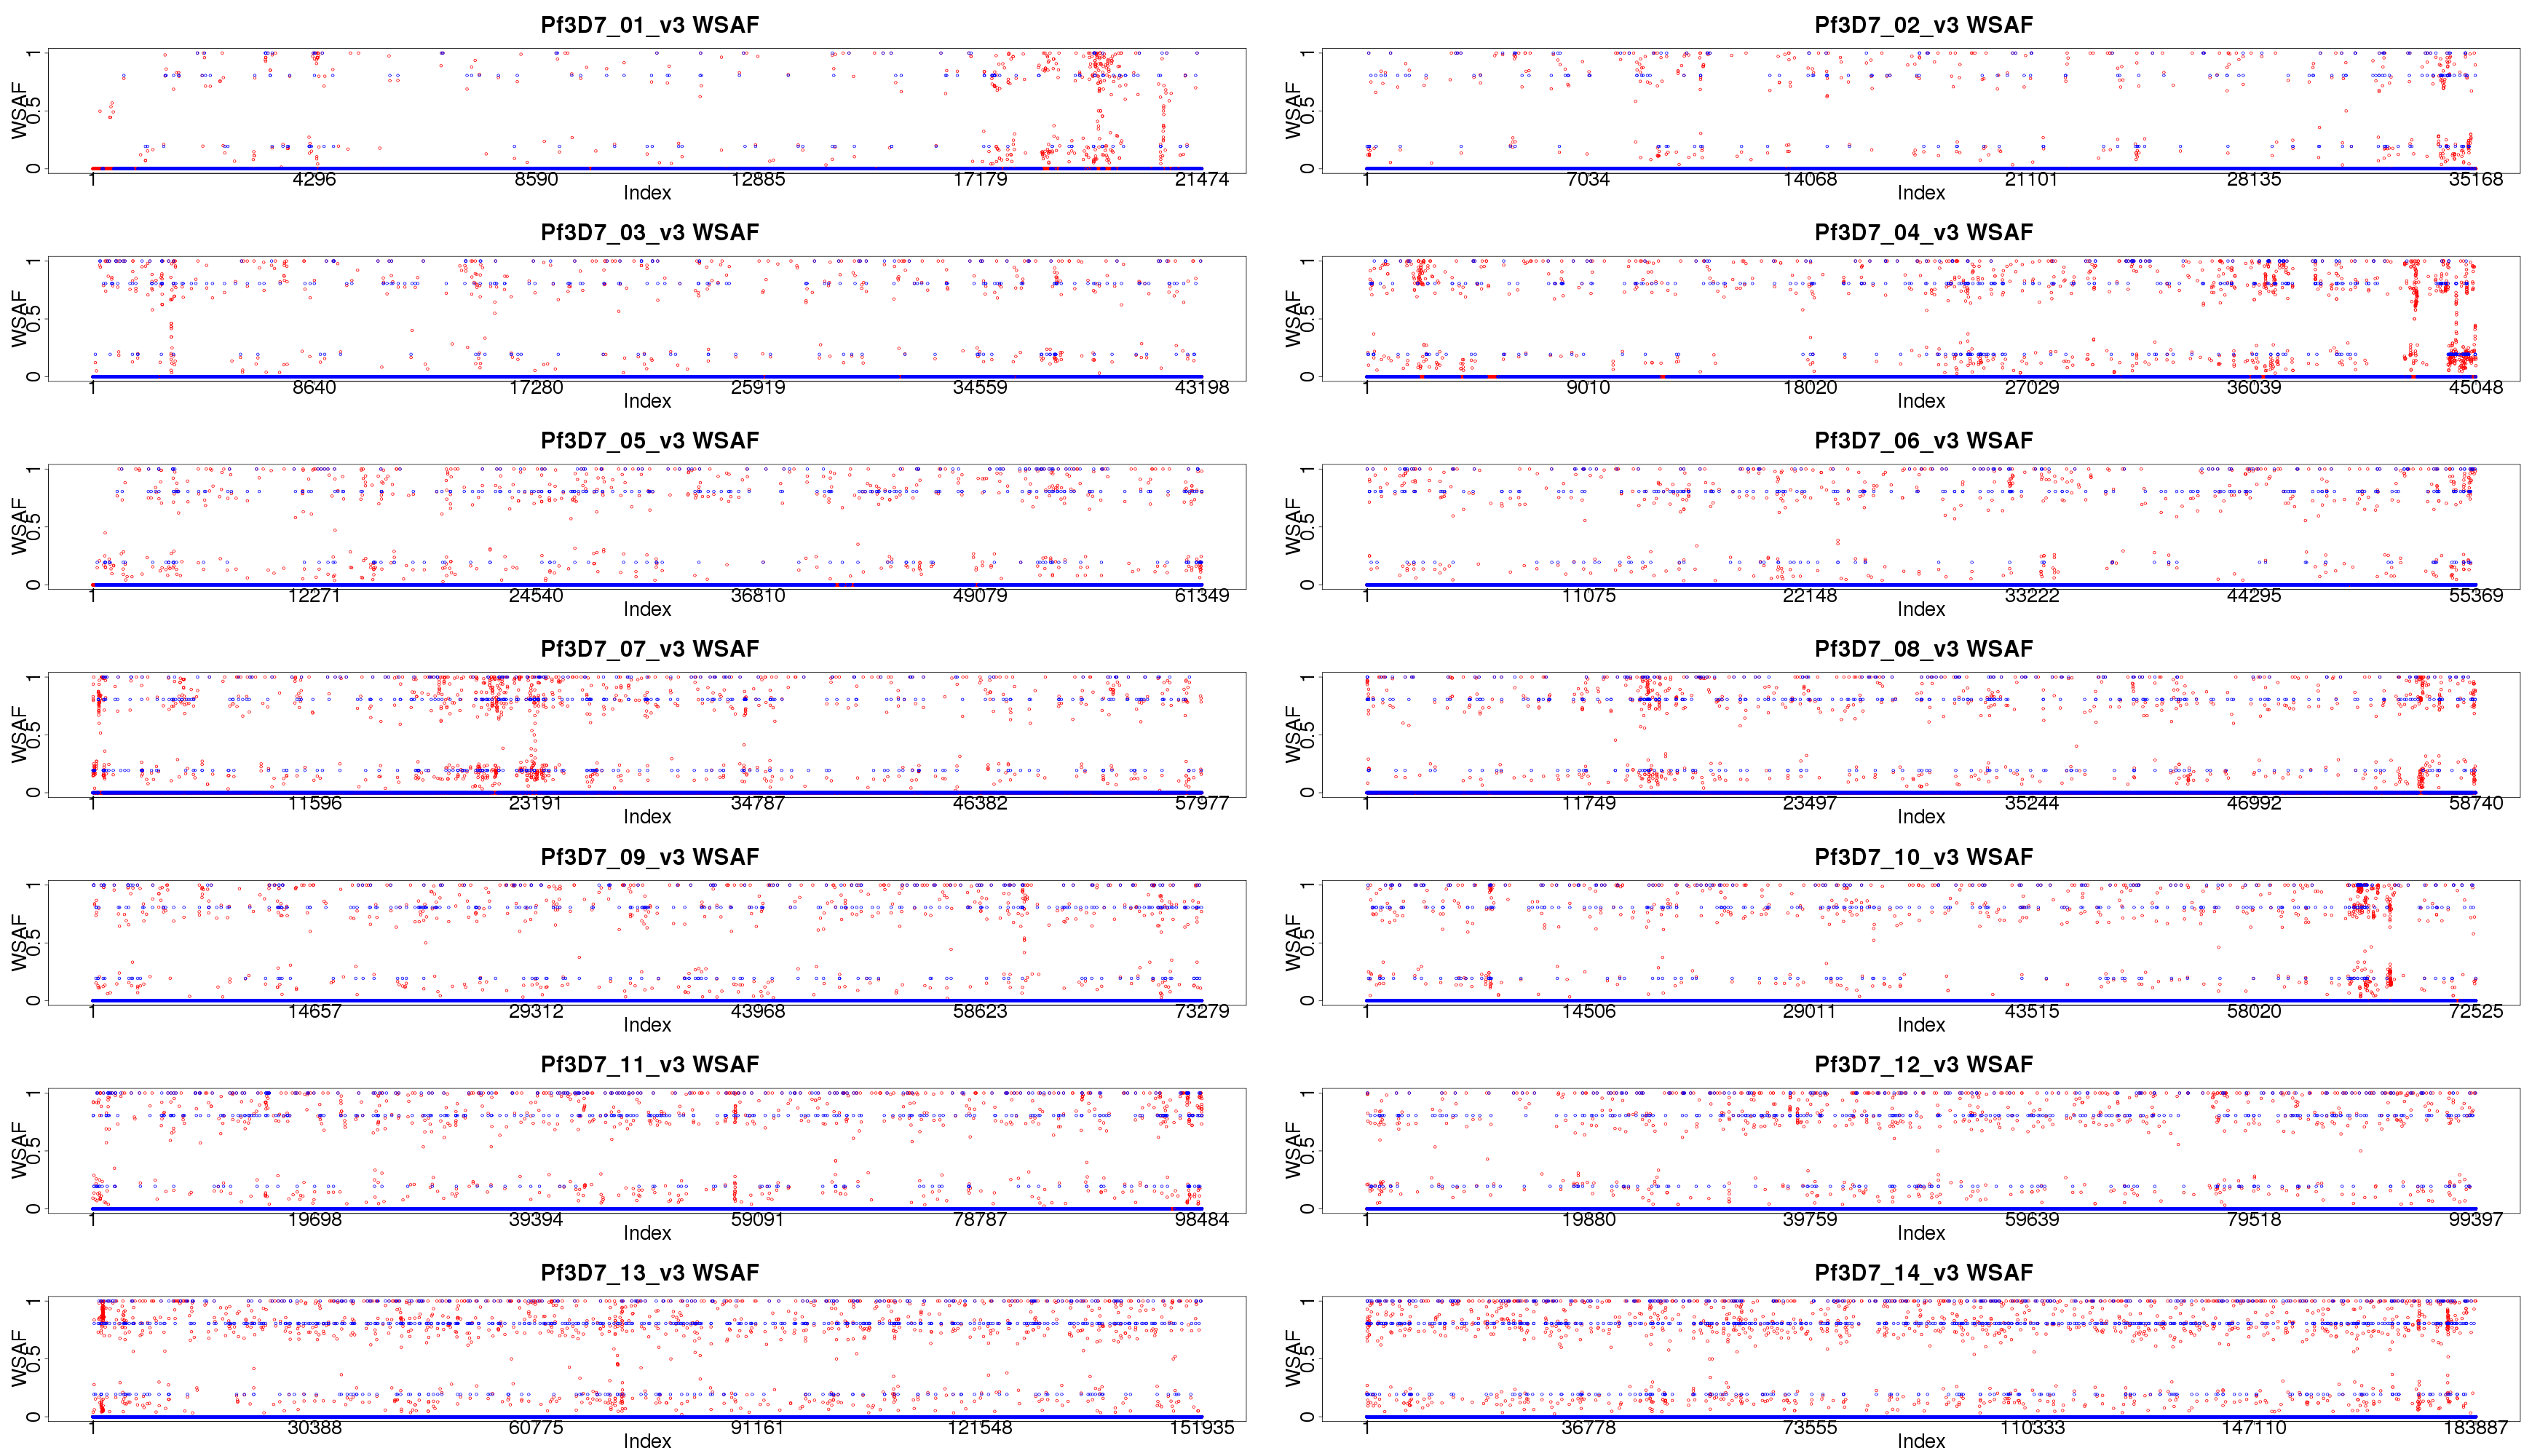 Pf3D7_01_v3 WSAF
WSAF
0 0.5 1
1 4296 8590 12885 17179 21474
Index
Pf3D7_02_v3 WSAF
WSAF
0 0.5 1
1 7034 14068 21101 28135 35168
Index
Pf3D7_03_v3 WSAF
WSAF
0 0.5 1
1 8640 17280 25919 34559 43198
Index
Pf3D7_04_v3 WSAF
WSAF
0 0.5 1
1 9010 18020 27029 36039 45048
Index
Pf3D7_05_v3 WSAF
WSAF
0 0.5 1
1 12271 24540 36810 49079 61349
Index
Pf3D7_06_v3 WSAF
WSAF
0 0.5 1
1 11075 22148 33222 44295 55369
Index
Pf3D7_07_v3 WSAF
WSAF
0 0.5 1
1 11596 23191 34787 46382 57977
Index
Pf3D7_08_v3 WSAF
WSAF
0 0.5 1
1 11749 23497 35244 46992 58740
Index
Pf3D7_09_v3 WSAF
WSAF
0 0.5 1
1 14657 29312 43968 58623 73279
Index
Pf3D7_10_v3 WSAF
WSAF
0 0.5 1
1 14506 29011 43515 58020 72525
Index
Pf3D7_11_v3 WSAF
WSAF
0 0.5 1
1 19698 39394 59091 78787 98484
Index
Pf3D7_12_v3 WSAF
WSAF
0 0.5 1
1 19880 39759 59639 79518 99397
Index
Pf3D7_13_v3 WSAF
WSAF
0 0.5 1
1 30388 60775 91161 121548 151935
Index
Pf3D7_14_v3 WSAF
WSAF
0 0.5 1
1 36778 73555 110333 147110 183887
Index